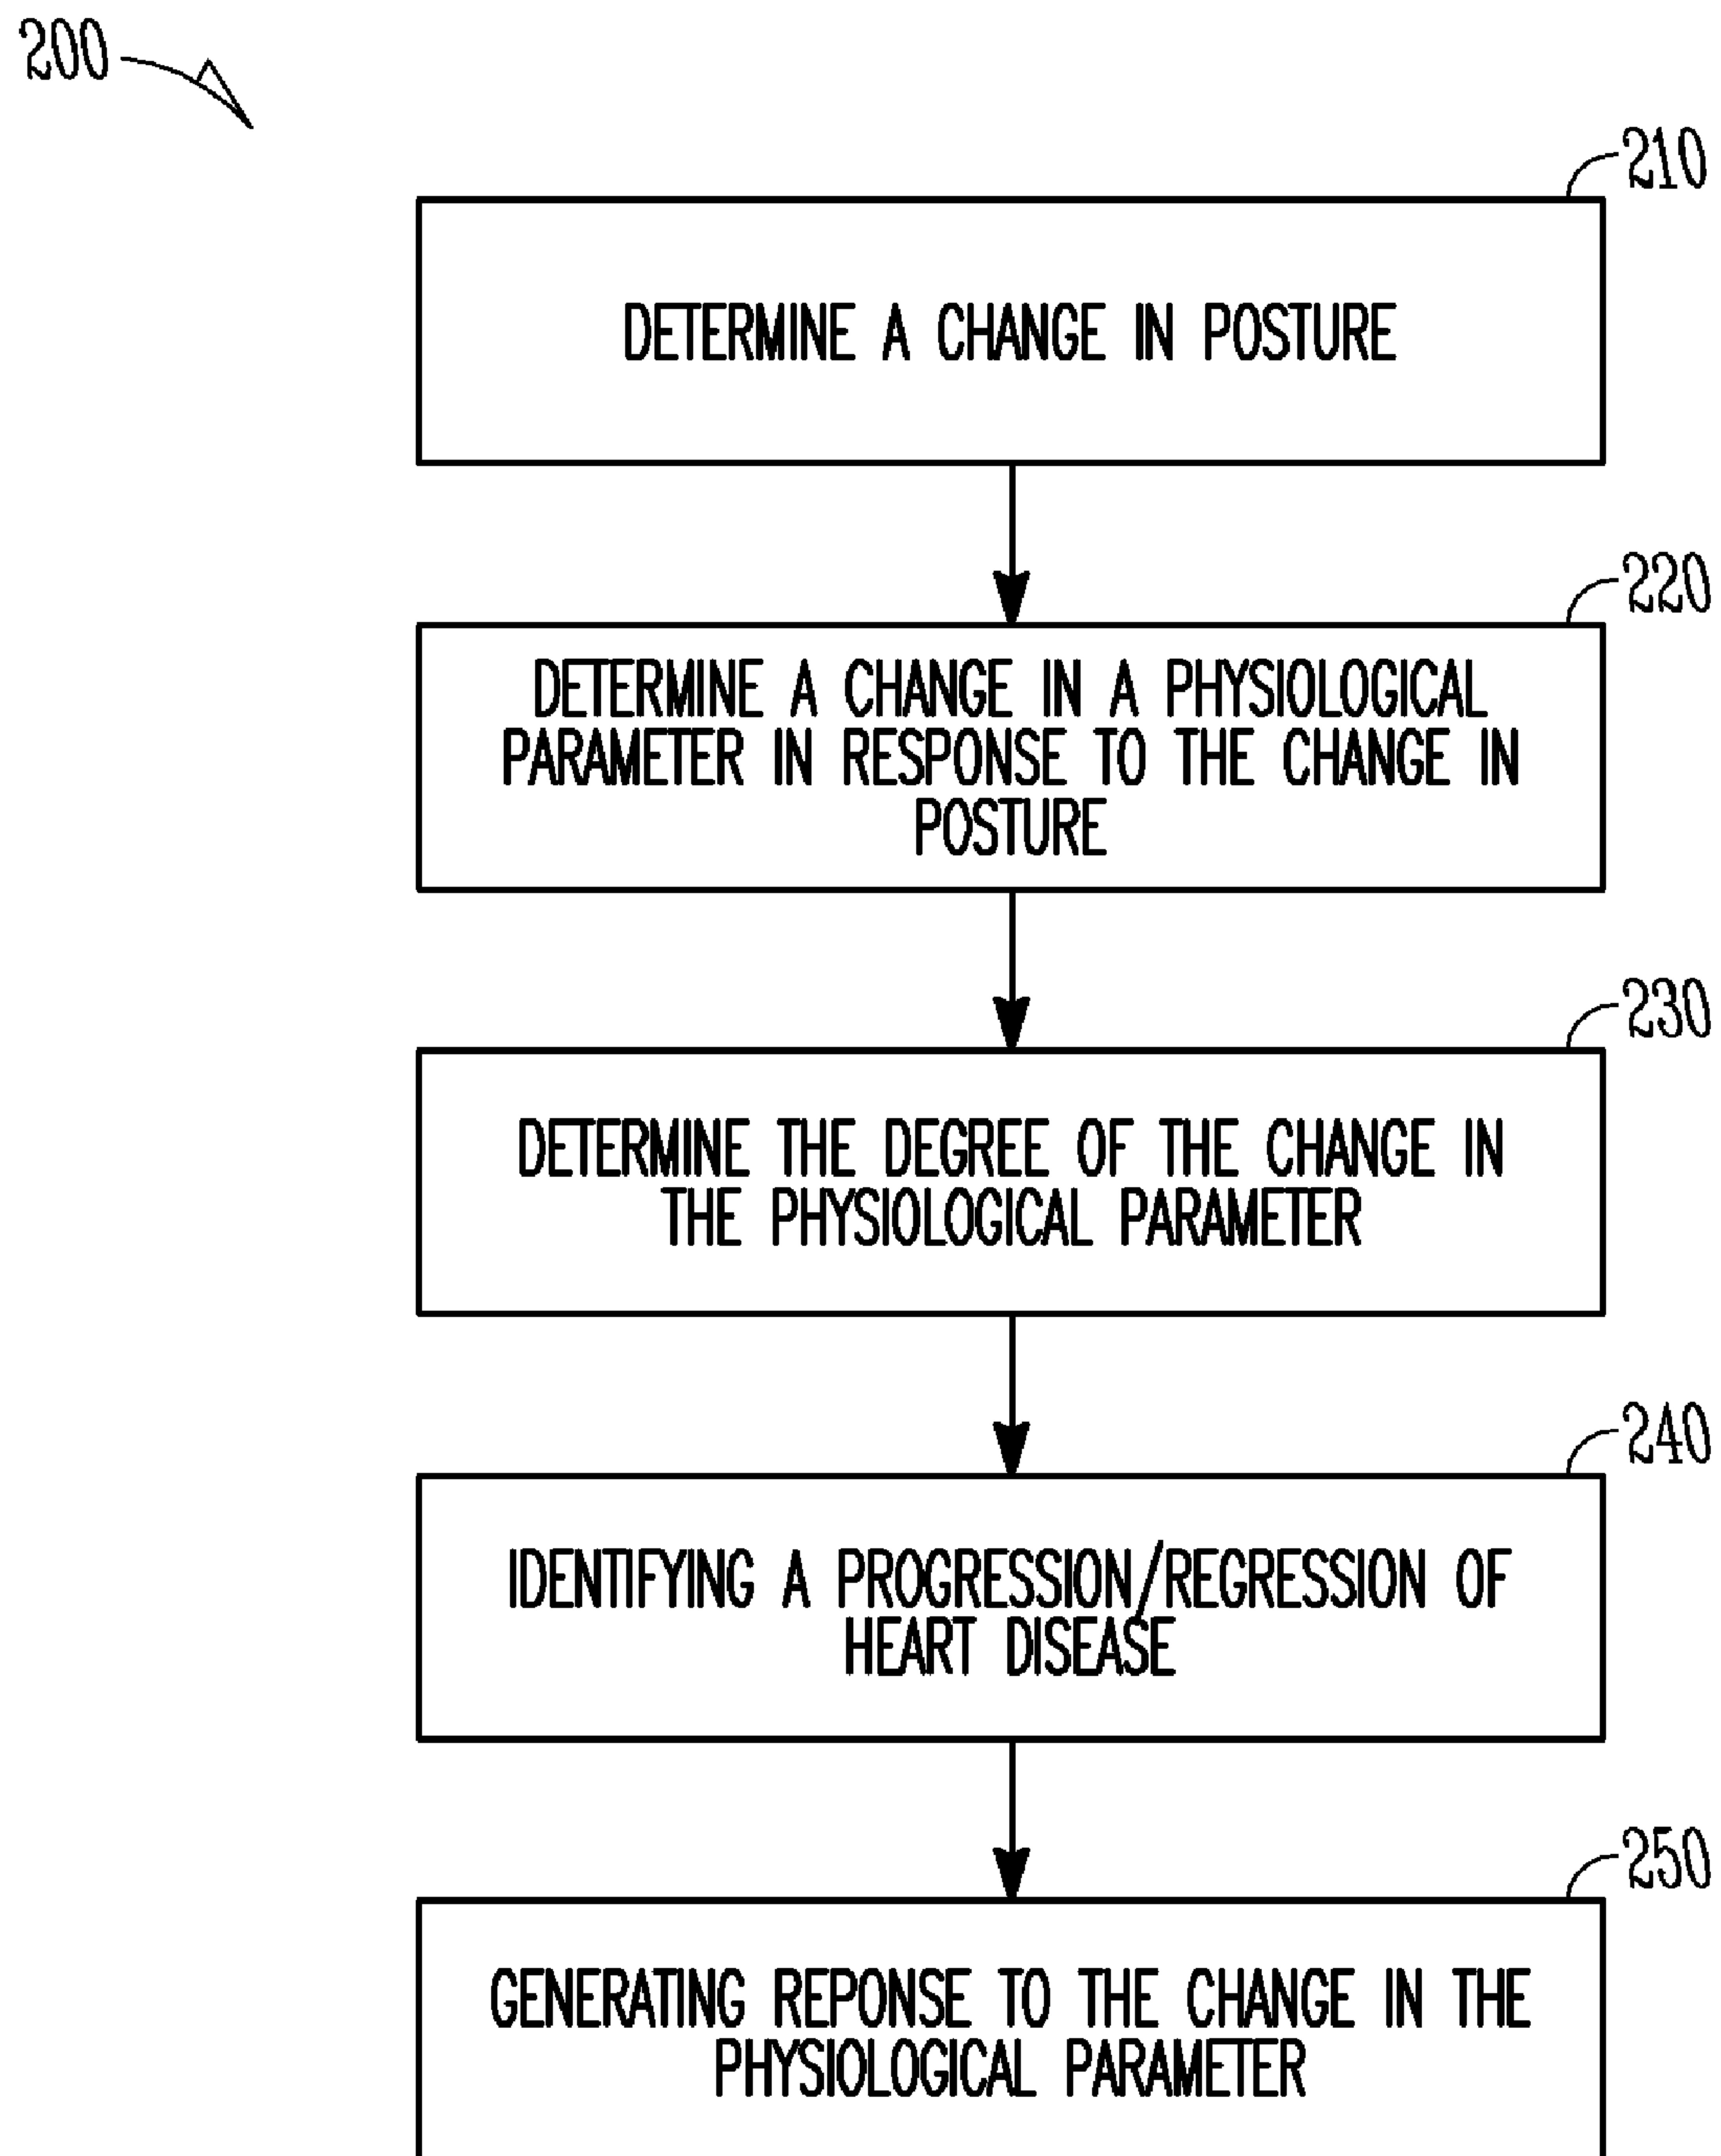 200
210
DETERMINE A CHANGE IN POSTURE
220
DETERMINE A CHANGE IN A PHYSIOLOGICAL
PARAMETER IN RESPONSE TO THE CHANGE IN
POSTURE
230
DETERMINE THE DEGREE OF THE CHANGE IN
THE PHYSIOLOGICAL PARAMETER
240
IDENTIFYING A PROGRESSION/REGRESSION OF
HEART DISEASE
250
GENERATING REPONSE TO THE CHANGE IN THE
PHYSIOLOGICAL PARAMETER